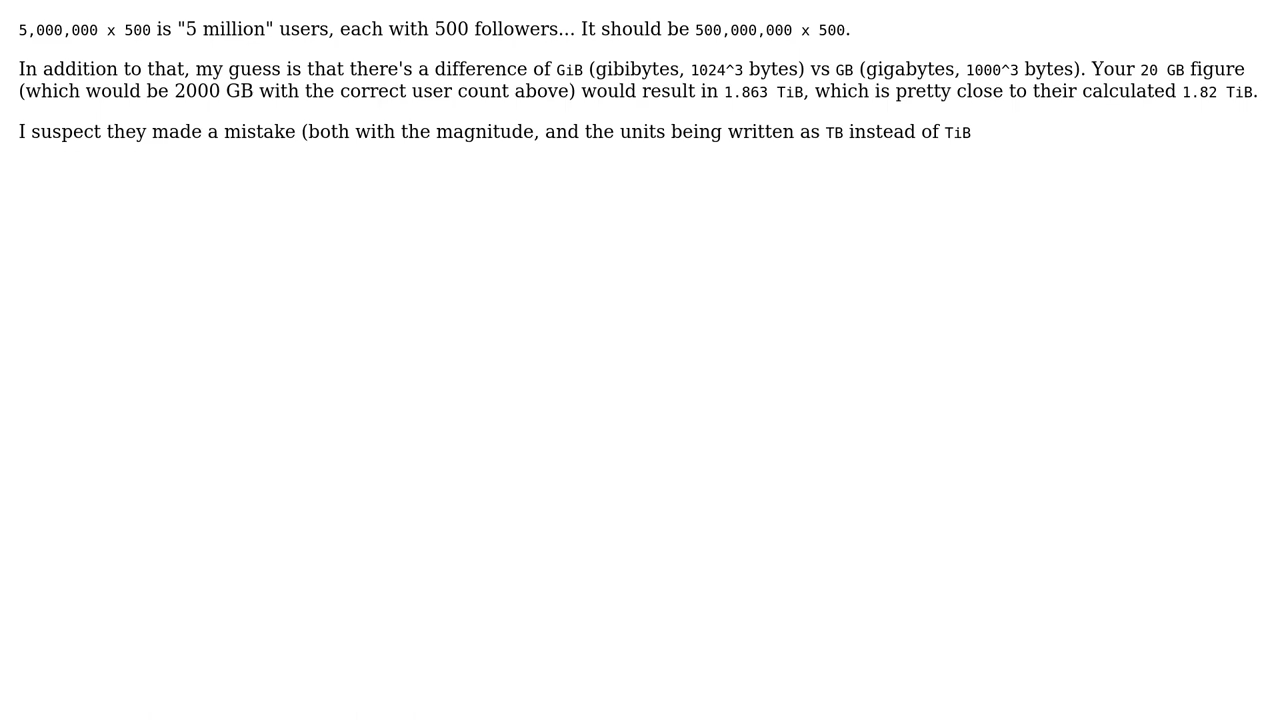 5,000,000 x 500 is "5 million" users, each with 500 followers... It should be 500,000,000 x 500.
In addition to that, my guess is that there's a difference of GiB (gibibytes, 1024^3 bytes) vs GB (gigabytes, 1000^3 bytes). Your 20 GB figure
(which would be 2000 GB with the correct user count above) would result in 1.863 TiB, which is pretty close to their calculated 1.82 TiB.
I suspect they made a mistake (both with the magnitude, and the units being written as TB instead of TiB